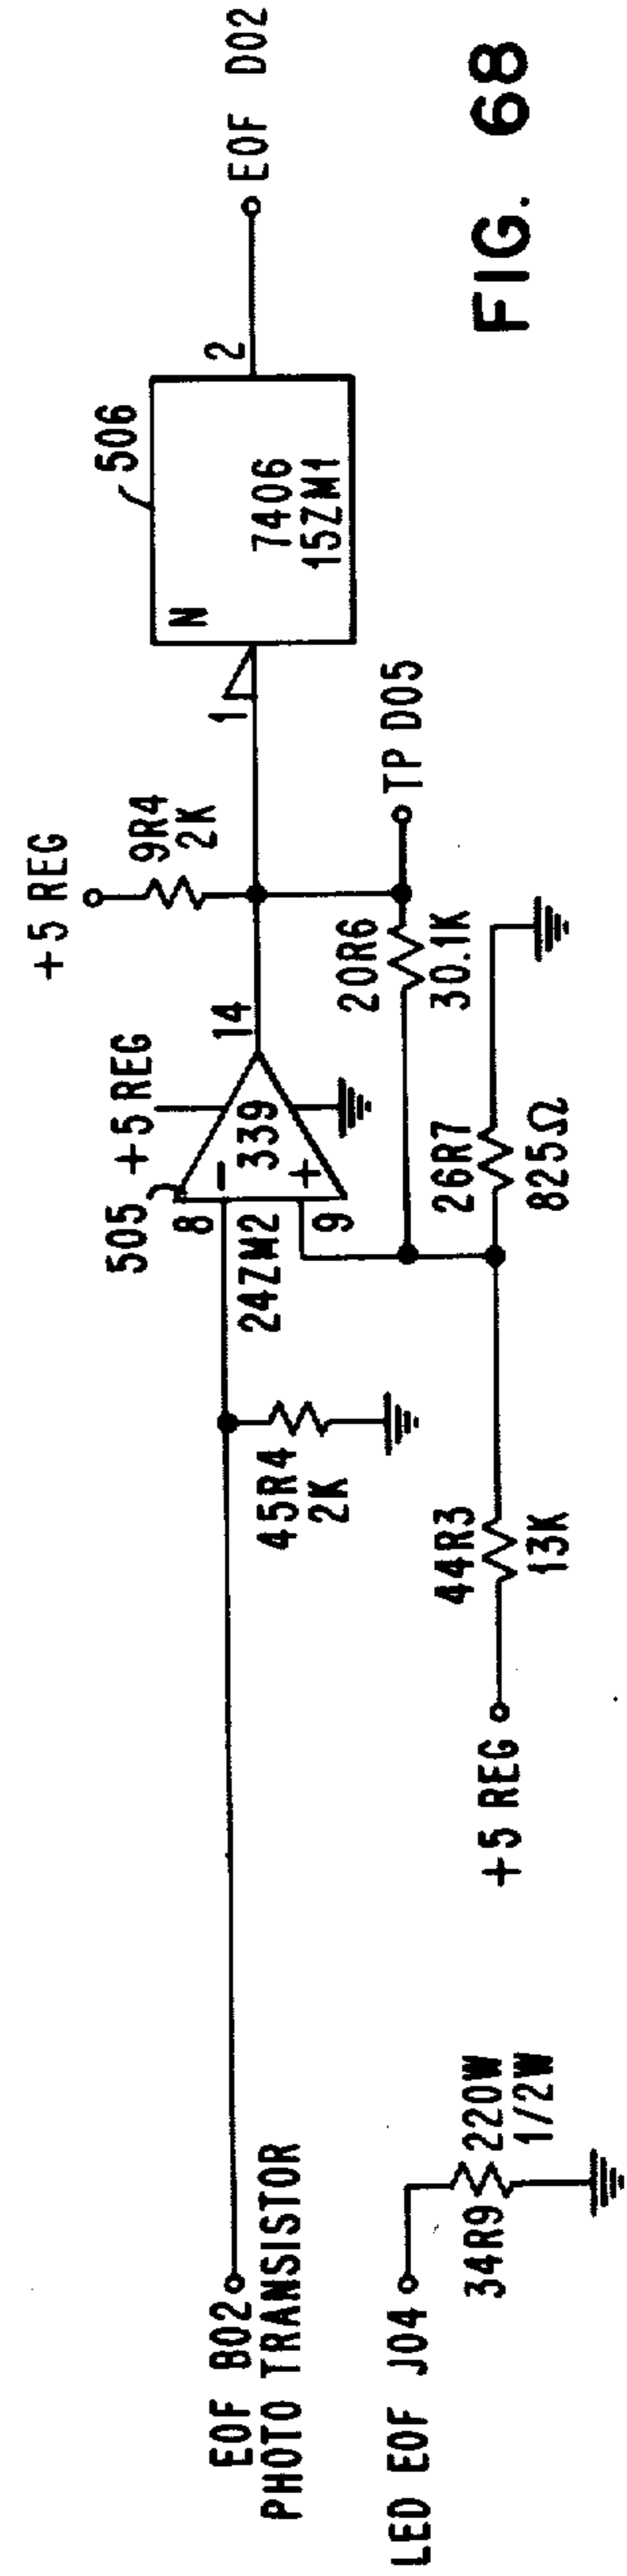 EOF B02
PHOTO TRANSISTOR
LED EOF J04
34R9
220W
1/2W
+5 REG
44R3
13K
45R4
2K
505
+5 REG
8
24ZM2
9
339
14
26R7
825Ω
20R6
30.1K
+5 REG
9R4
2K
TP D05
1
N
506
7406
15ZM1
2
EOF D02
FIG. 68